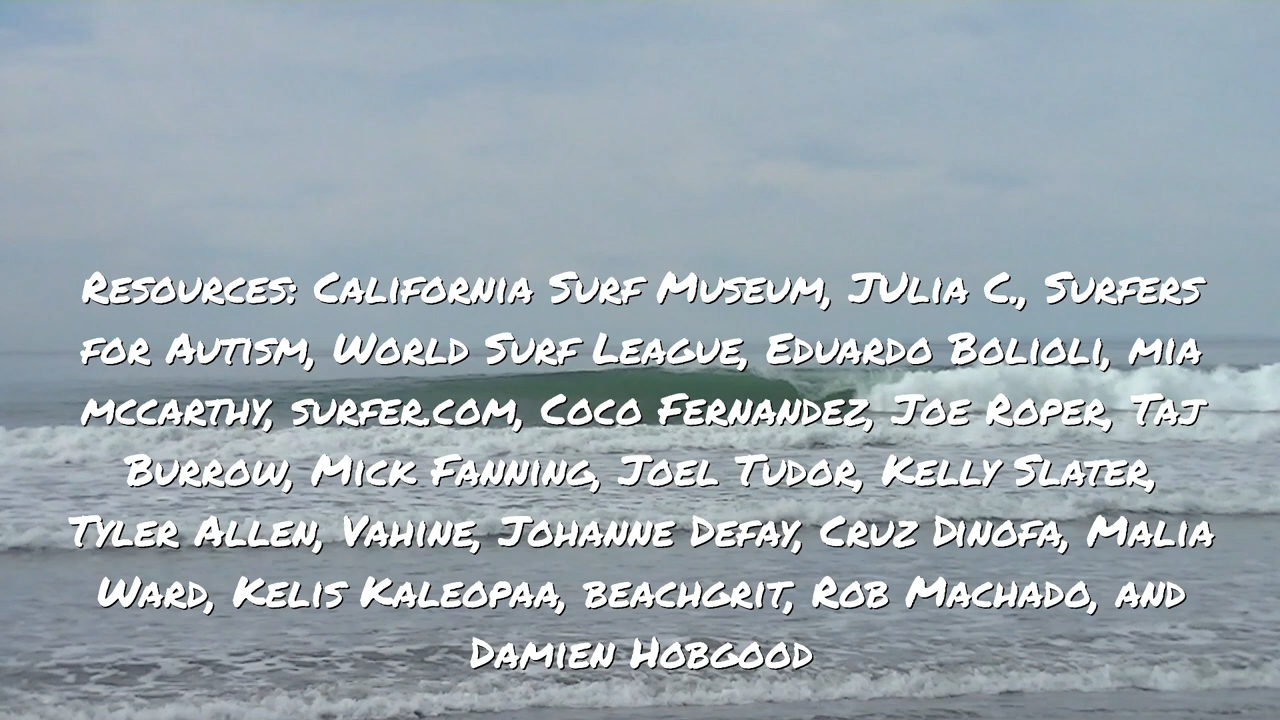 Resources: California Surf Museum, JUlia C., Surfers
for Autism, World Surf League, Eduardo Bolioli, mia
mccarthy, surfer.com, Coco Fernandez, Joe Roper, Taj
Burrow, Mick Fanning, Joel Tudor, Kelly Slater,
Tyler Allen, Vahine, Johanne Defay, Cruz Dinofa, Malia
Ward, Kelis Kaleopaa, beachgrit, Rob Machado, and
Damien Hobgood